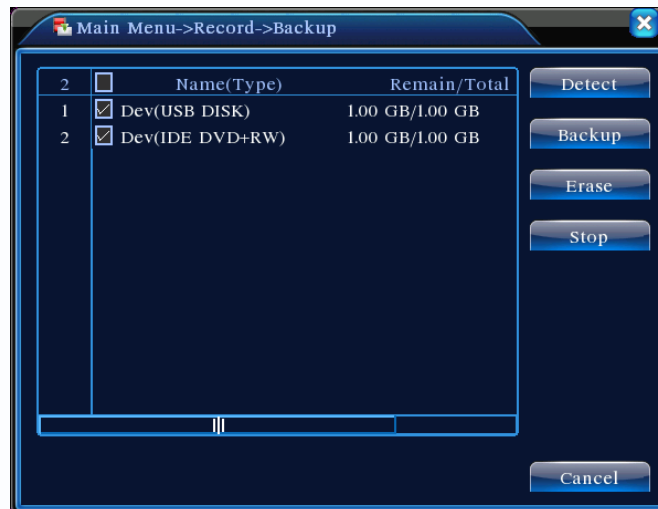 Main Menu->Record->Backup
2 Name(Type) Remain/Total
1 Dev(USB DISK) 1.00 GB/1.00 GB
2 Dev(IDE DVD+RW) 1.00 GB/1.00 GB
Detect
Backup
Erase
Stop
Cancel